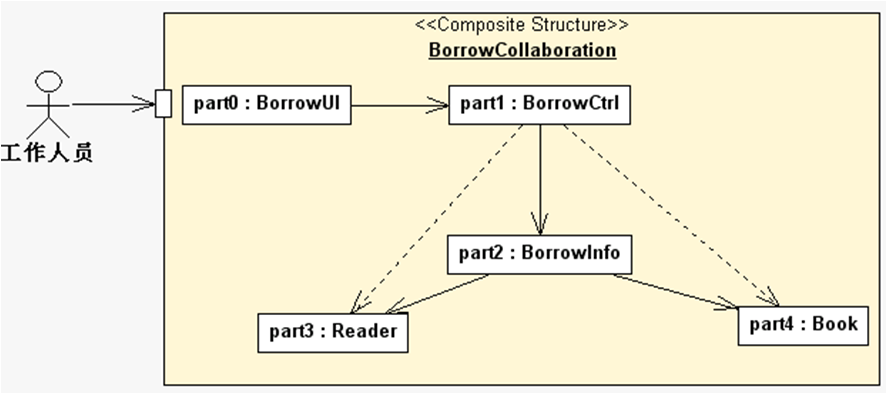 <<Composite Structure>>
BorrowCollaboration
part0 : BorrowUI
part1 : BorrowCtrl
工作人员
part2 : BorrowInfo
part3 : Reader
part4 : Book